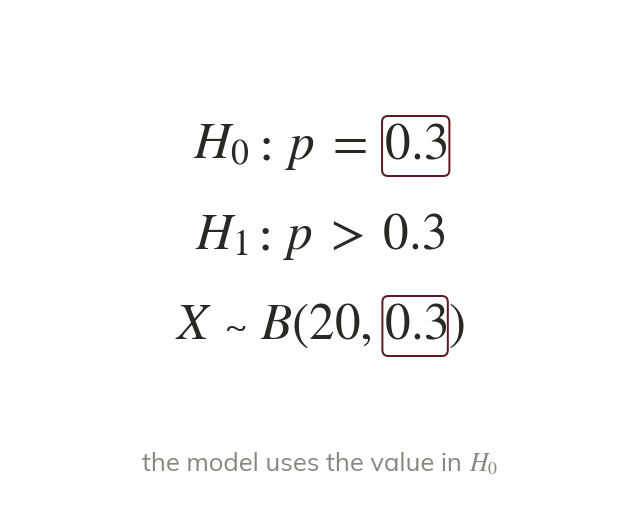 H₀ : p = 0.3
H₁ : p > 0.3
X ~ B(20, 0.3)
the model uses the value in H₀